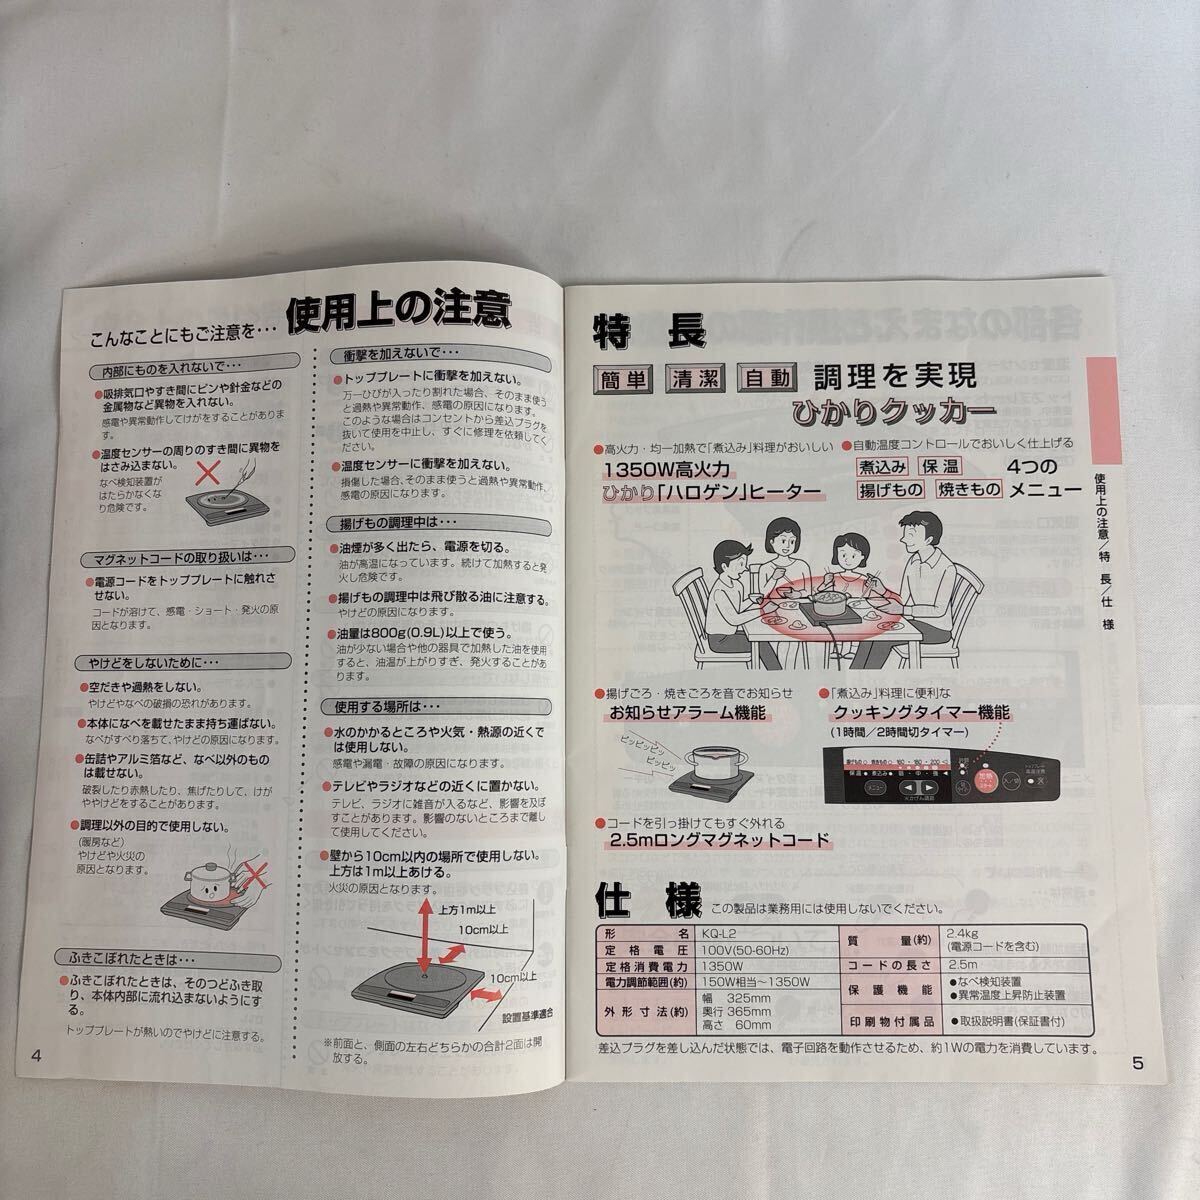 こんなことにもご注意を･･･
使用上の注意
内部にものを入れないで･･･
●吸排気口やすき間にピンや針金などの
金属物など異物を入れない。
感電や異常動作してけがをすることがありま
す。
●温度センサーの周りのすき間に異物を
はさみ込まない。
なべ検知装置が
はたらかなくな
り危険です。
マグネットコードの取り扱いは･･･
●電源コードをトッププレートに触れさ
せない。
コードが溶けて、感電・ショート・発火の原
因となります。
やけどをしないために･･･
●空だきや過熱をしない。
やけどやなべの破損の恐れがあります。
●本体になべを載せたまま持ち運ばない。
なべがすべり落ちて、やけどの原因になります。
●缶詰やアルミ箔など、なべ以外のもの
は載せない。
破裂したり赤熱したり、焦げたりして、けが
ややけどをすることがあります。
●調理以外の目的で使用しない。
(暖房など)
やけどや火災の
原因となります。
ふきこぼれたときは･･･
●ふきこぼれたときは、そのつどふき取
り、本体内部に流れ込まないようにす
る。
トッププレートが熱いのでやけどに注意する。
4
衝撃を加えないで･･･
●トッププレートに衝撃を加えない。
万一ひびが入ったり割れた場合、そのまま使う
と過熱や異常動作、感電の原因になります。
このような場合はコンセントから差込プラグを
抜いて使用を中止し、すぐに修理を依頼してく
ださい。
●温度センサーに衝撃を加えない。
損傷した場合、そのまま使うと過熱や異常動作、
感電の原因になります。
揚げもの調理中は･･･
●油煙が多く出たら、電源を切る。
油が高温になっています。続けて加熱すると発
火し危険です。
●揚げもの調理中は飛び散る油に注意する。
やけどの原因になります。
●油量は800g(0.9L)以上で使う。
油が少ない場合や他の器具で加熱した油を使用
すると、油温が上がりすぎ、発火することがあ
ります。
使用する場所は･･･
●水のかかるところや火気・熱源の近くで
は使用しない。
感電や漏電・故障の原因になります。
●テレビやラジオなどの近くに置かない。
テレビ、ラジオに雑音が入るなど、影響を及ぼ
すことがあります。影響のないところまで離し
て使用してください。
●壁から10cm以内の場所で使用しない。
上方は1m以上あける。
火災の原因となります。
上方1m以上
10cm以上
10cm以上
設置基準適合
※前面と、側面の左右どちらかの合計2面は開
放する。
特 長
簡単 清潔 自動 調理を実現
ひかりクッカー
●高火力・均一加熱で「煮込み」料理がおいしい
1350W高火力
ひかり「ハロゲン」ヒーター
●自動温度コントロールでおいしく仕上げる
煮込み 保温 4つの
揚げもの 焼きもの メニュー
●揚げごろ・焼きごろを音でお知らせ
お知らせアラーム機能
ピッピッピッ
ピッピッ
●「煮込み」料理に便利な
クッキングタイマー機能
(1時間／2時間切タイマー)
揚げもの 焼きもの 160・180・200
保温● 煮込み● 弱・中・強
メニュー
火かげん調節
加熱
スタート
入／切
●コードを引っ掛けてもすぐ外れる
2.5mロングマグネットコード
仕 様 この製品は業務用には使用しないでください。
形名 KQ-L2
定格電圧 100V(50-60Hz)
定格消費電力 1350W
電力調節範囲(約) 150W相当～1350W
外形寸法(約) 幅 325mm
奥行 365mm
高さ 60mm
質量(約) 2.4kg
(電源コードを含む)
コードの長さ 2.5m
保護機能 ●なべ検知装置
●異常温度上昇防止装置
印刷物付属品 ●取扱説明書(保証書付)
差込プラグを差し込んだ状態では、電子回路を動作させるため、約1Wの電力を消費しています。
5
使用上の注意／特 長／仕 様